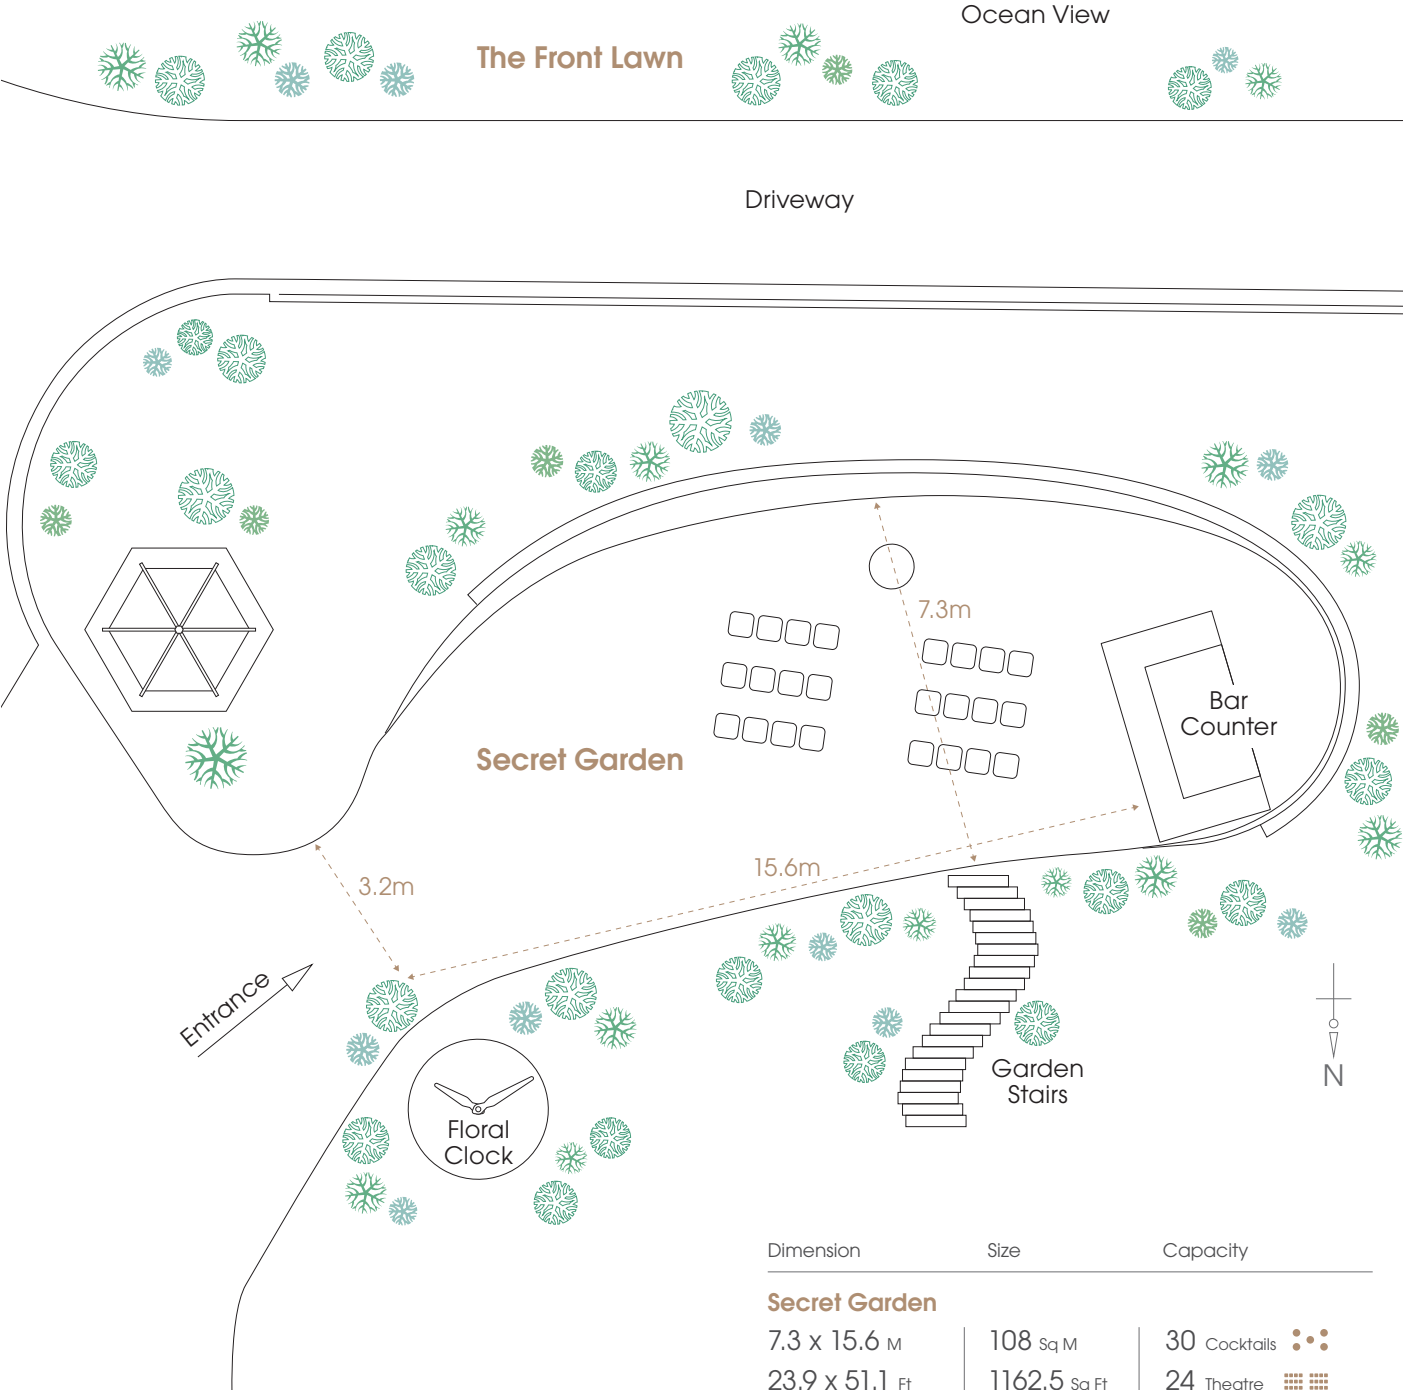 Ocean View
The Front Lawn
Driveway
7.3m
Bar
Counter
Secret Garden
15.6m
3.2m
Entrance
Garden
Stairs
N
Floral
Clock
Dimension Size Capacity
Secret Garden
7.3 x 15.6 M 108 Sq M 30 Cocktails
23.9 x 51.1 Ft 1162.5 Sq Ft 24 Theatre